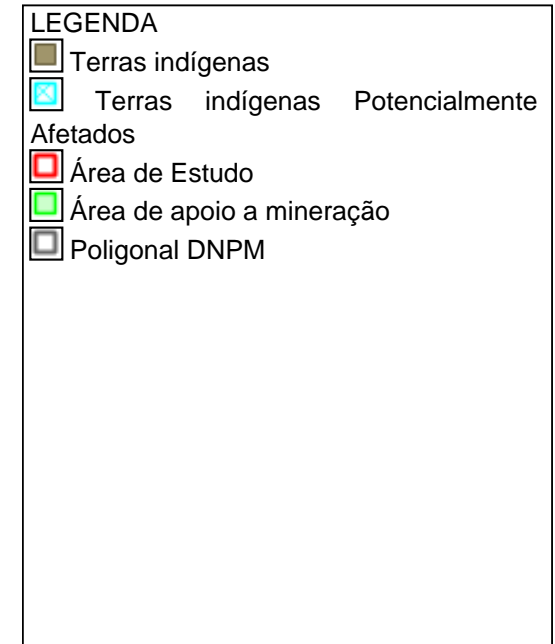 LEGENDA
Terras indígenas
Terras indígenas Potencialmente
Afetados
Área de Estudo
Área de apoio a mineração
Poligonal DNPM